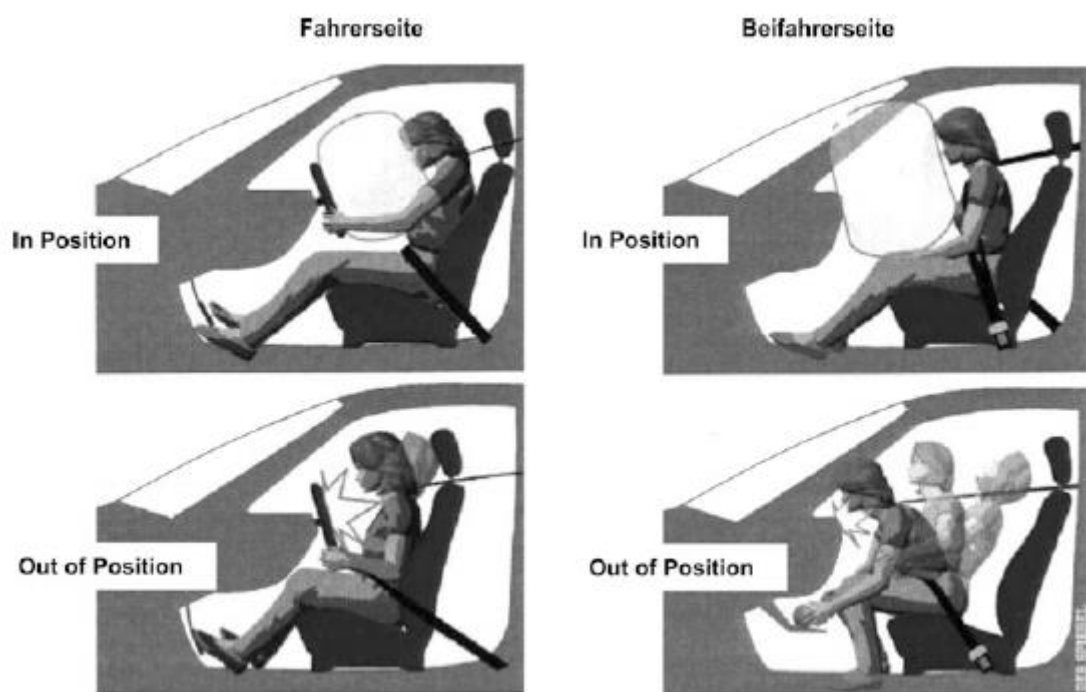 Fahrerseite
Beifahrerseite
In Position
In Position
Out of Position
Out of Position